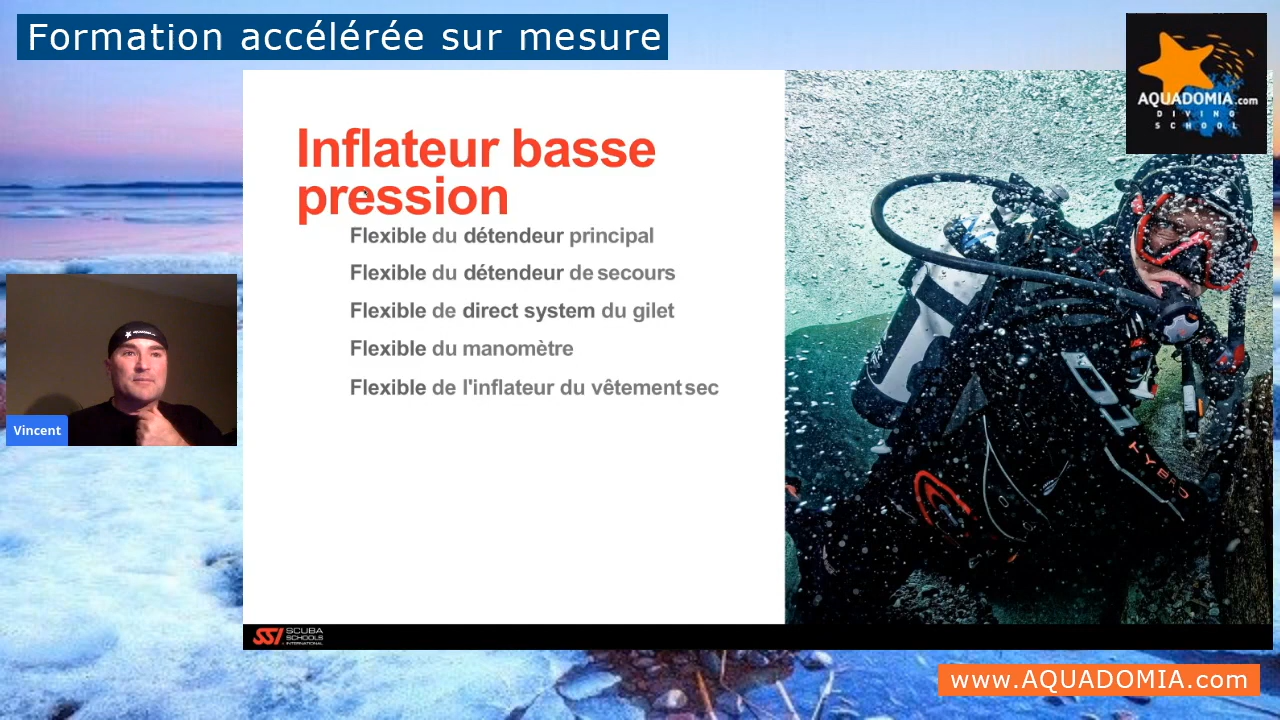 Formation accélérée sur mesure
AQUADOMIA.com
DIVING
SCHOOL
Inflateur basse
pression
Flexible du détendeur principal
Flexible du détendeur de secours
Flexible de direct system du gilet
Flexible du manomètre
Flexible de l'inflateur du vêtement sec
Vincent
KYBRO
SSI SCUBA
SCHOOLS
INTERNATIONAL
www.AQUADOMIA.com